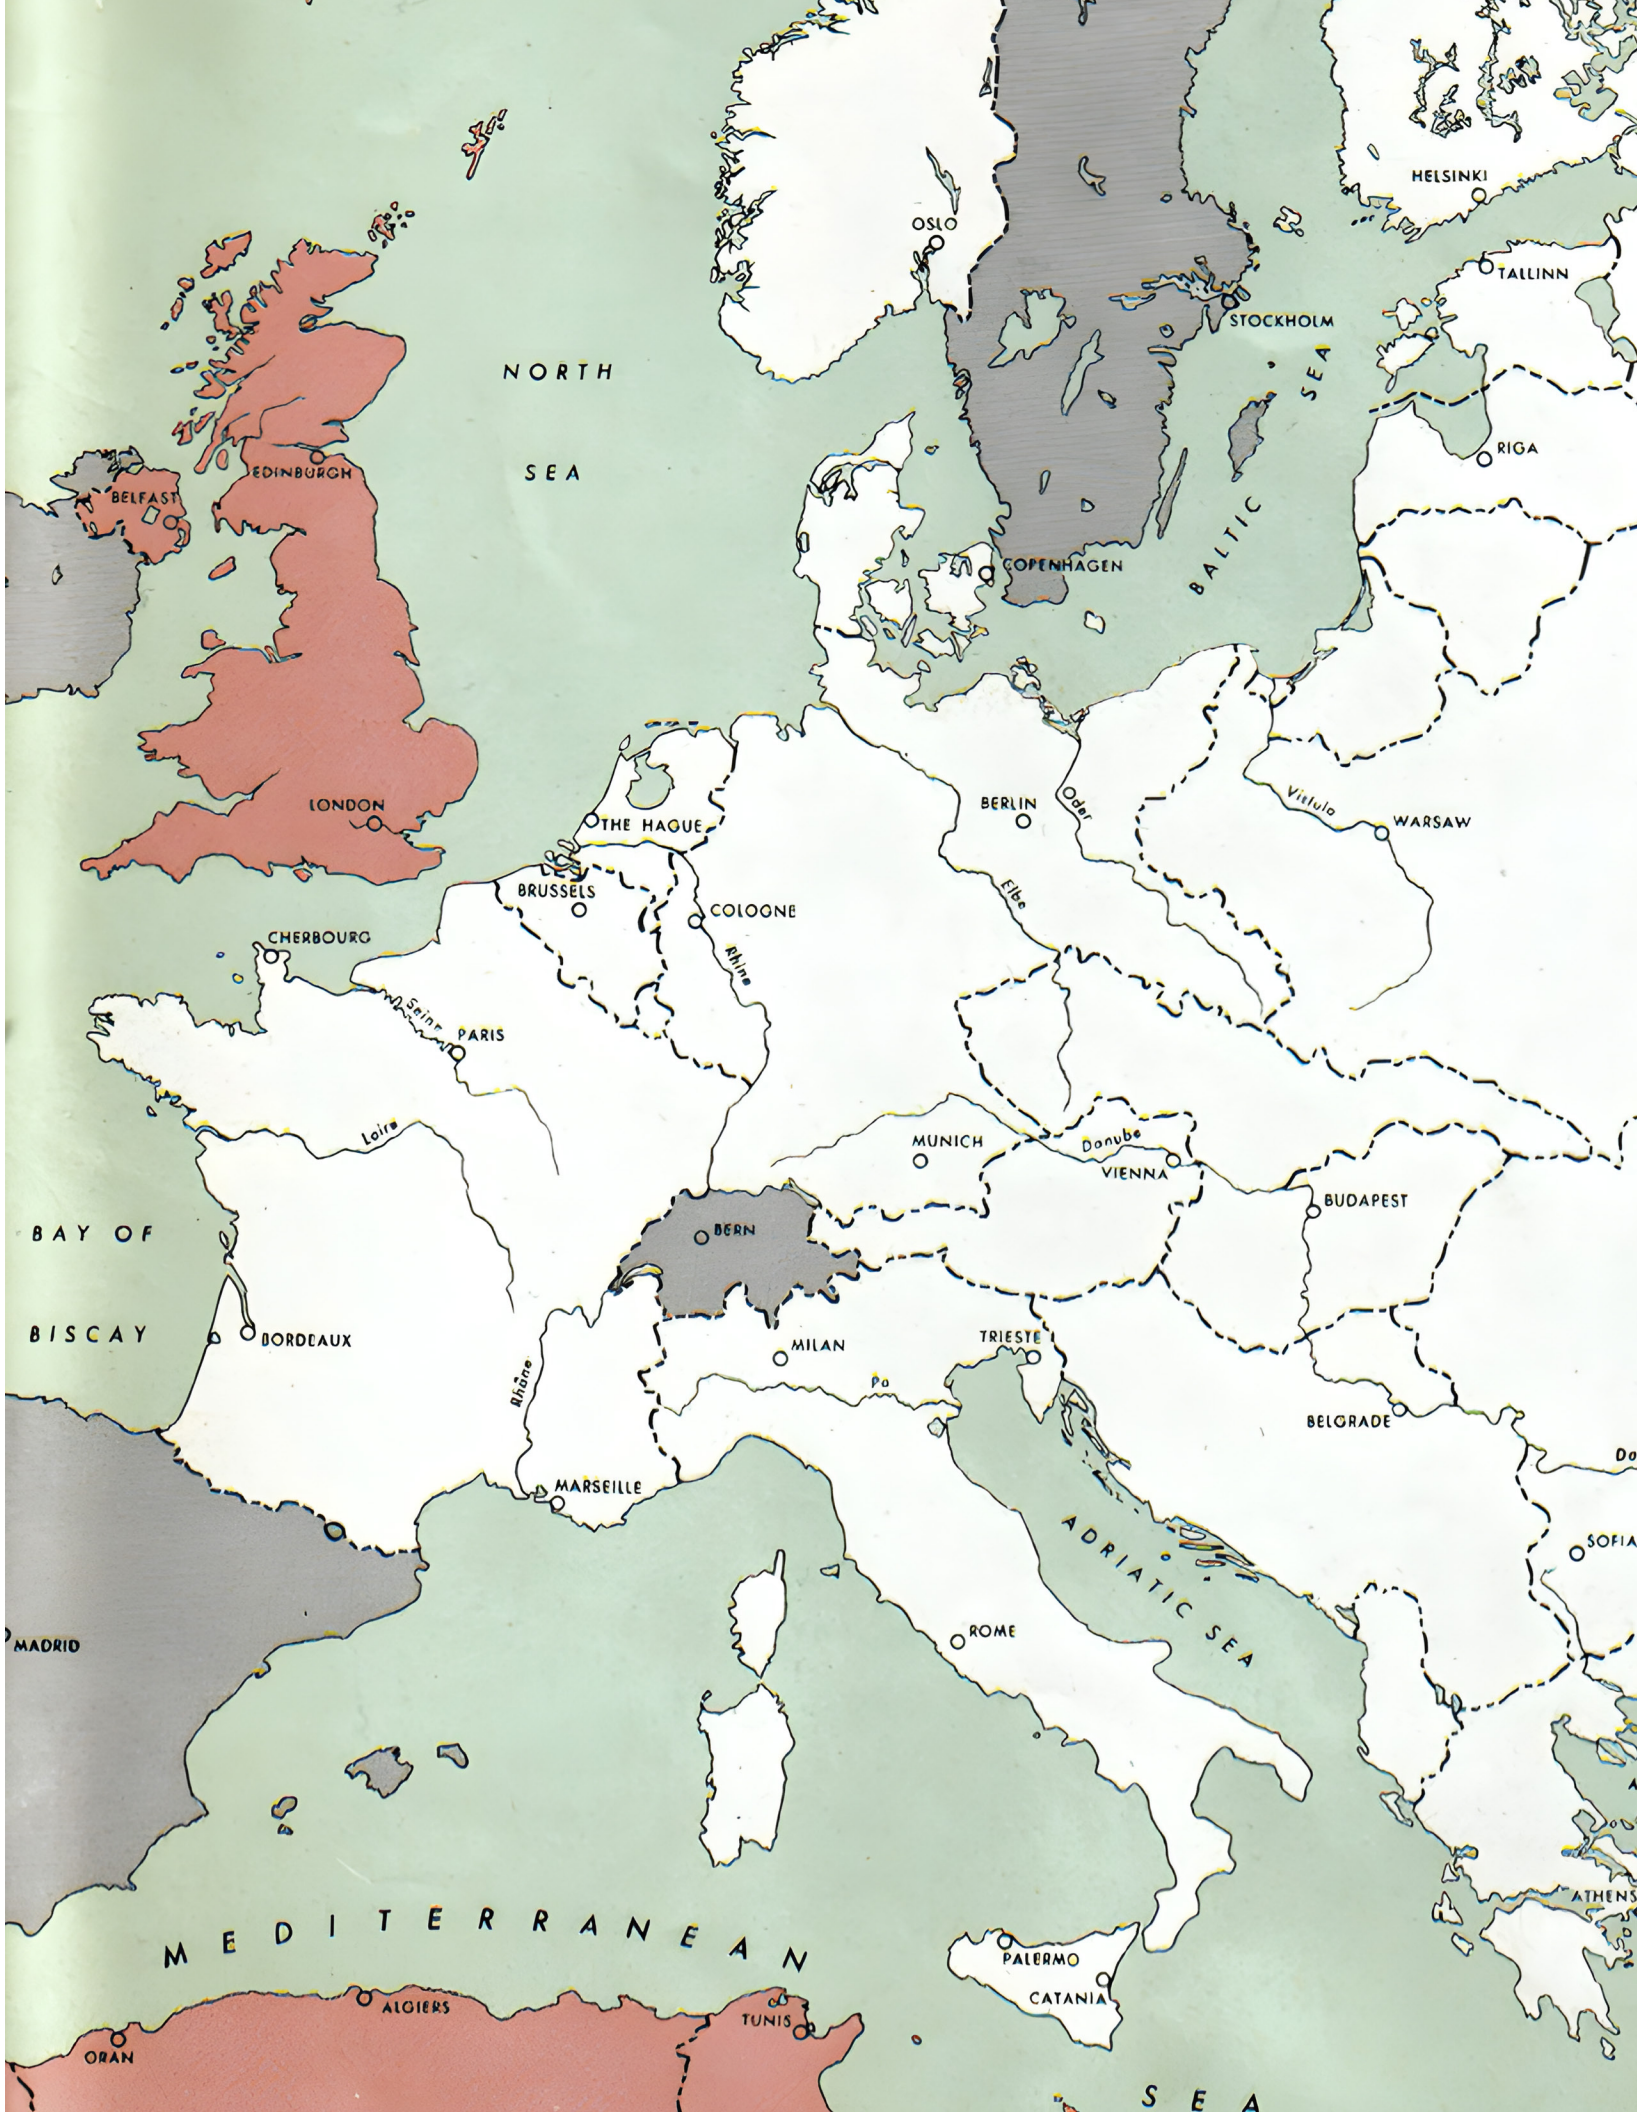 HELSINKI
OSLO
TALLINN
STOCKHOLM
NORTH
SEA
BALTIC SEA
RIGA
EDINBURGH
BELFAST
COPENHAGEN
LONDON
THE HAGUE
BERLIN
Oder
Vistula
WARSAW
BRUSSELS
COLOGNE
Elbe
CHERBOURG
Rhine
Seine
PARIS
Loire
MUNICH
Danube
VIENNA
BUDAPEST
BAY OF
BISCAY
BERN
BORDEAUX
MILAN
TRIESTE
Rhône
Po
BELGRADE
Do
MARSEILLE
ADRIATIC SEA
SOFIA
MADRID
ROME
A
MEDITERRANEAN
ATHENS
PALERMO
CATANIA
ALGIERS
TUNIS
ORAN
SEA